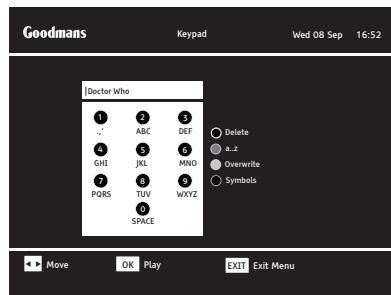 Goodmans Keypad Wed 08 Sep 16:52
Doctor Who
1 2 3
.,' ABC DEF
Delete
4 5 6
a..z
GHI JKL MNO
Overwrite
7 8 9
Symbols
PQRS TUV WXYZ
0
SPACE
Move OK Play EXIT Exit Menu